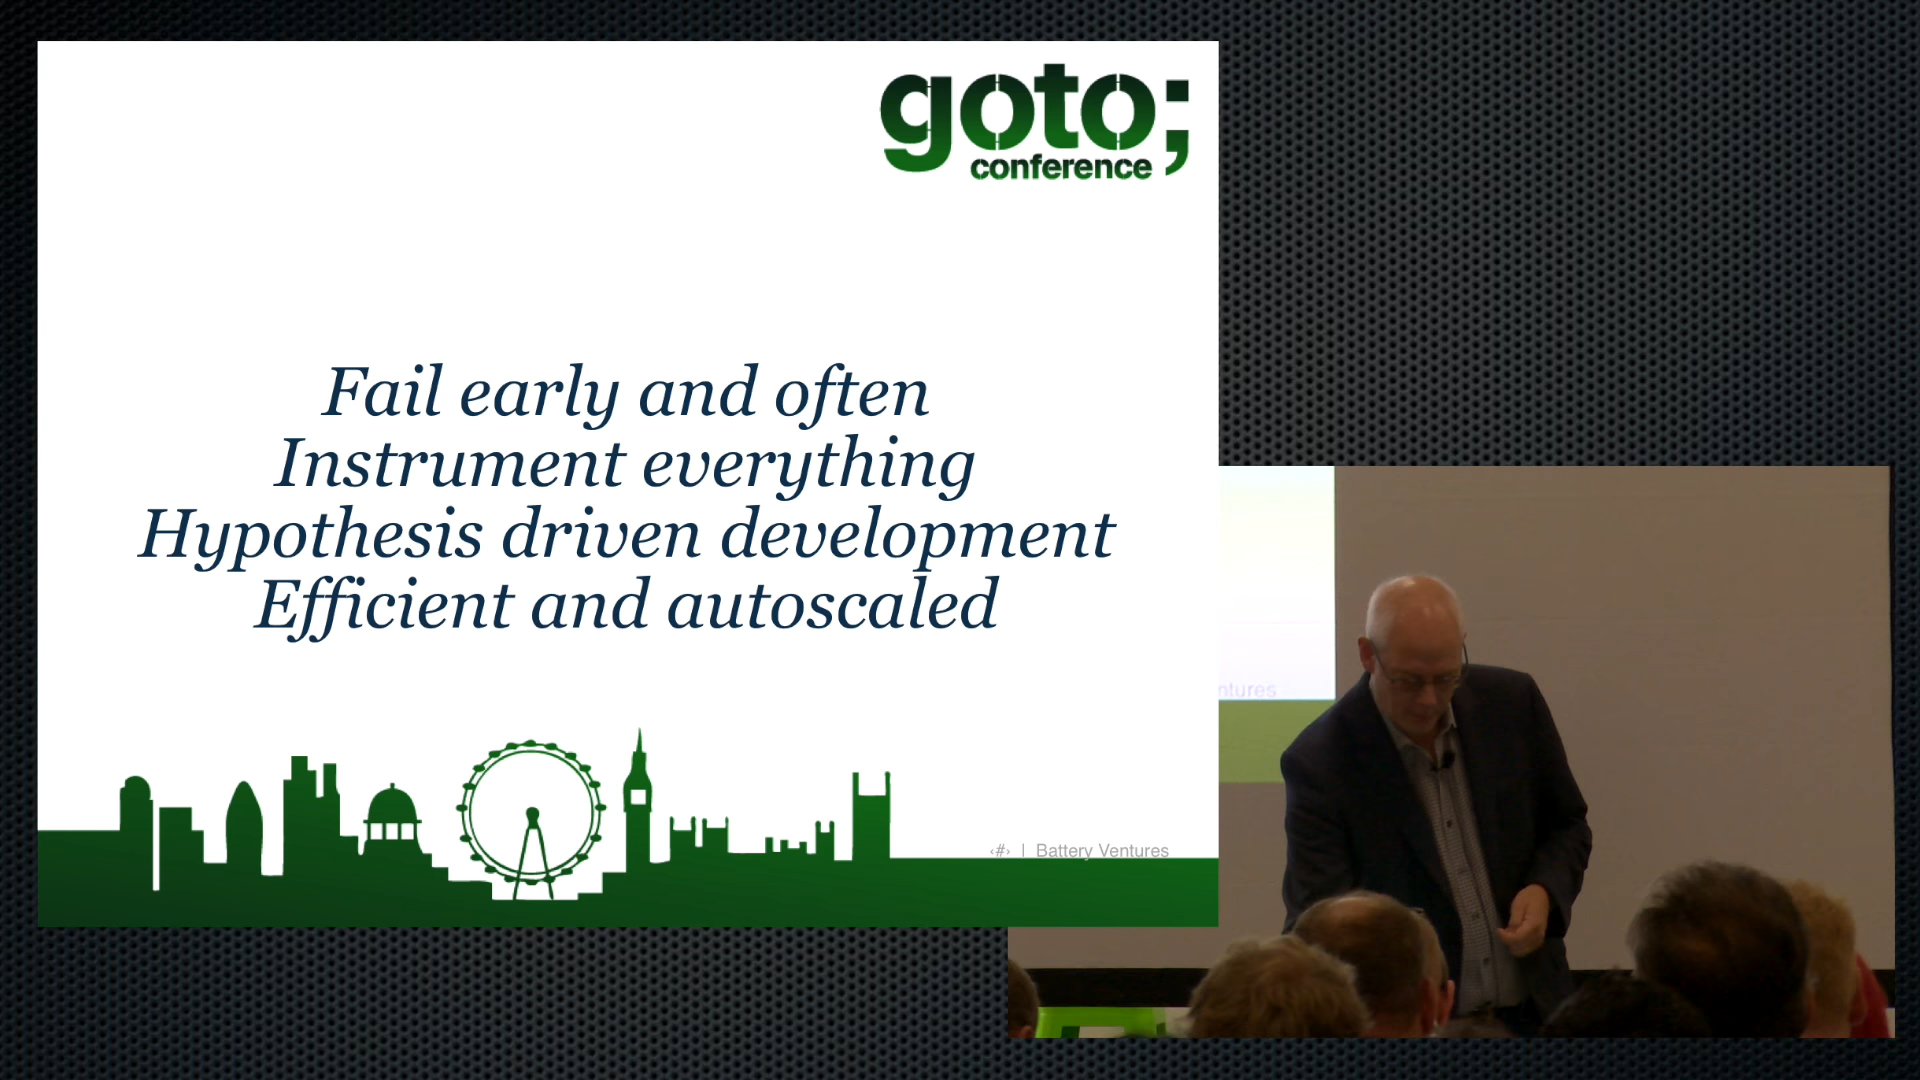 goto;
conference
Fail early and often
Instrument everything
Hypothesis driven development
Efficient and autoscaled
‹#› | Battery Ventures
ntures